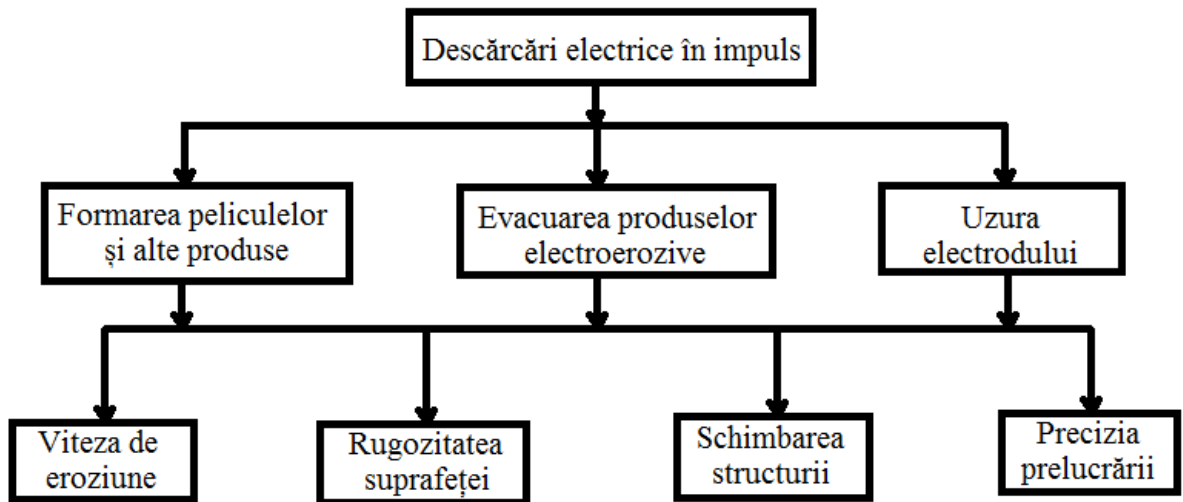 Descărcări electrice în impuls
Formarea peliculelor
și alte produse
Evacuarea produselor
electroerozive
Uzura
electrodului
Viteza de
eroziune
Rugozitatea
suprafeței
Schimbarea
structurii
Precizia
prelucrării